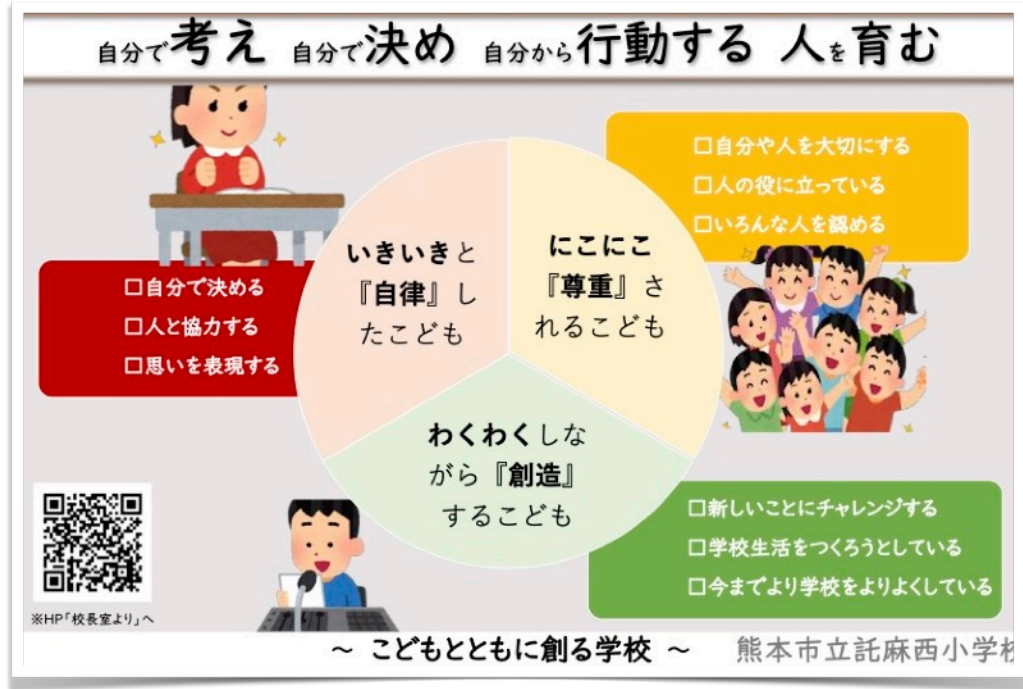 自分で考え 自分で決め 自分から行動する 人を育む
□自分や人を大切にする
□人の役に立っている
□いろんな人を認める
いきいきと
『自律』し
たこども
にこにこ
『尊重』さ
れるこども
□自分で決める
□人と協力する
□思いを表現する
わくわくしな
がら『創造』
するこども
□新しいことにチャレンジする
□学校生活をつくろうとしている
□今までより学校をよりよくしている
※HP「校長室より」へ
～ こどもとともに創る学校 ～
熊本市立託麻西小学校